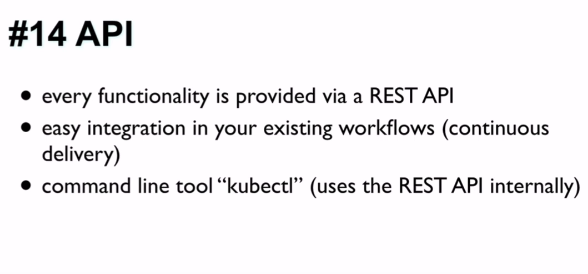 #14 API
• every functionality is provided via a REST API
• easy integration in your existing workflows (continuous
delivery)
• command line tool “kubectl” (uses the REST API internally)